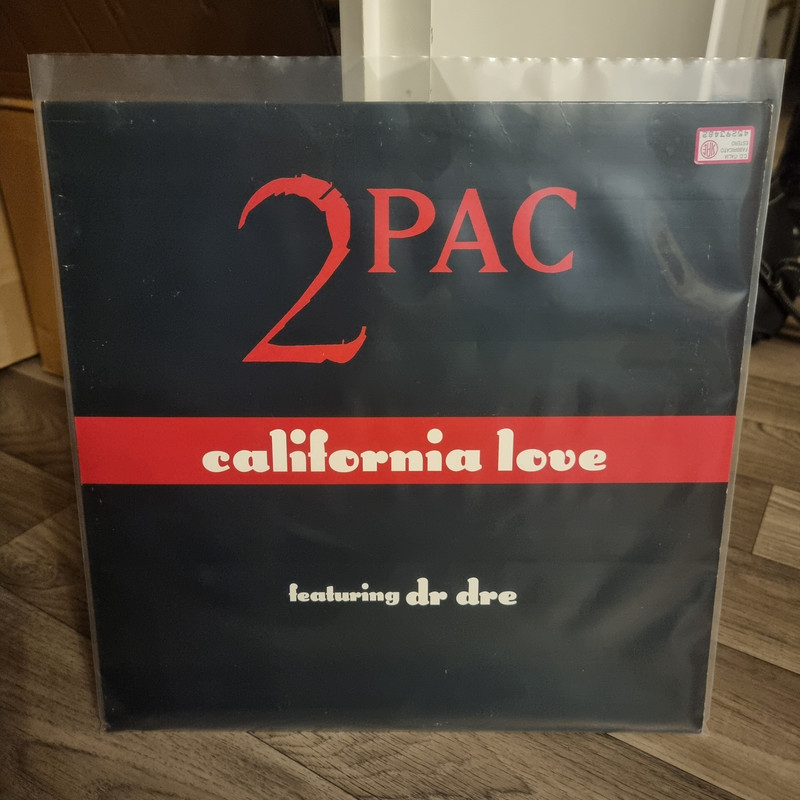 2PAC
california love
featuring dr dre